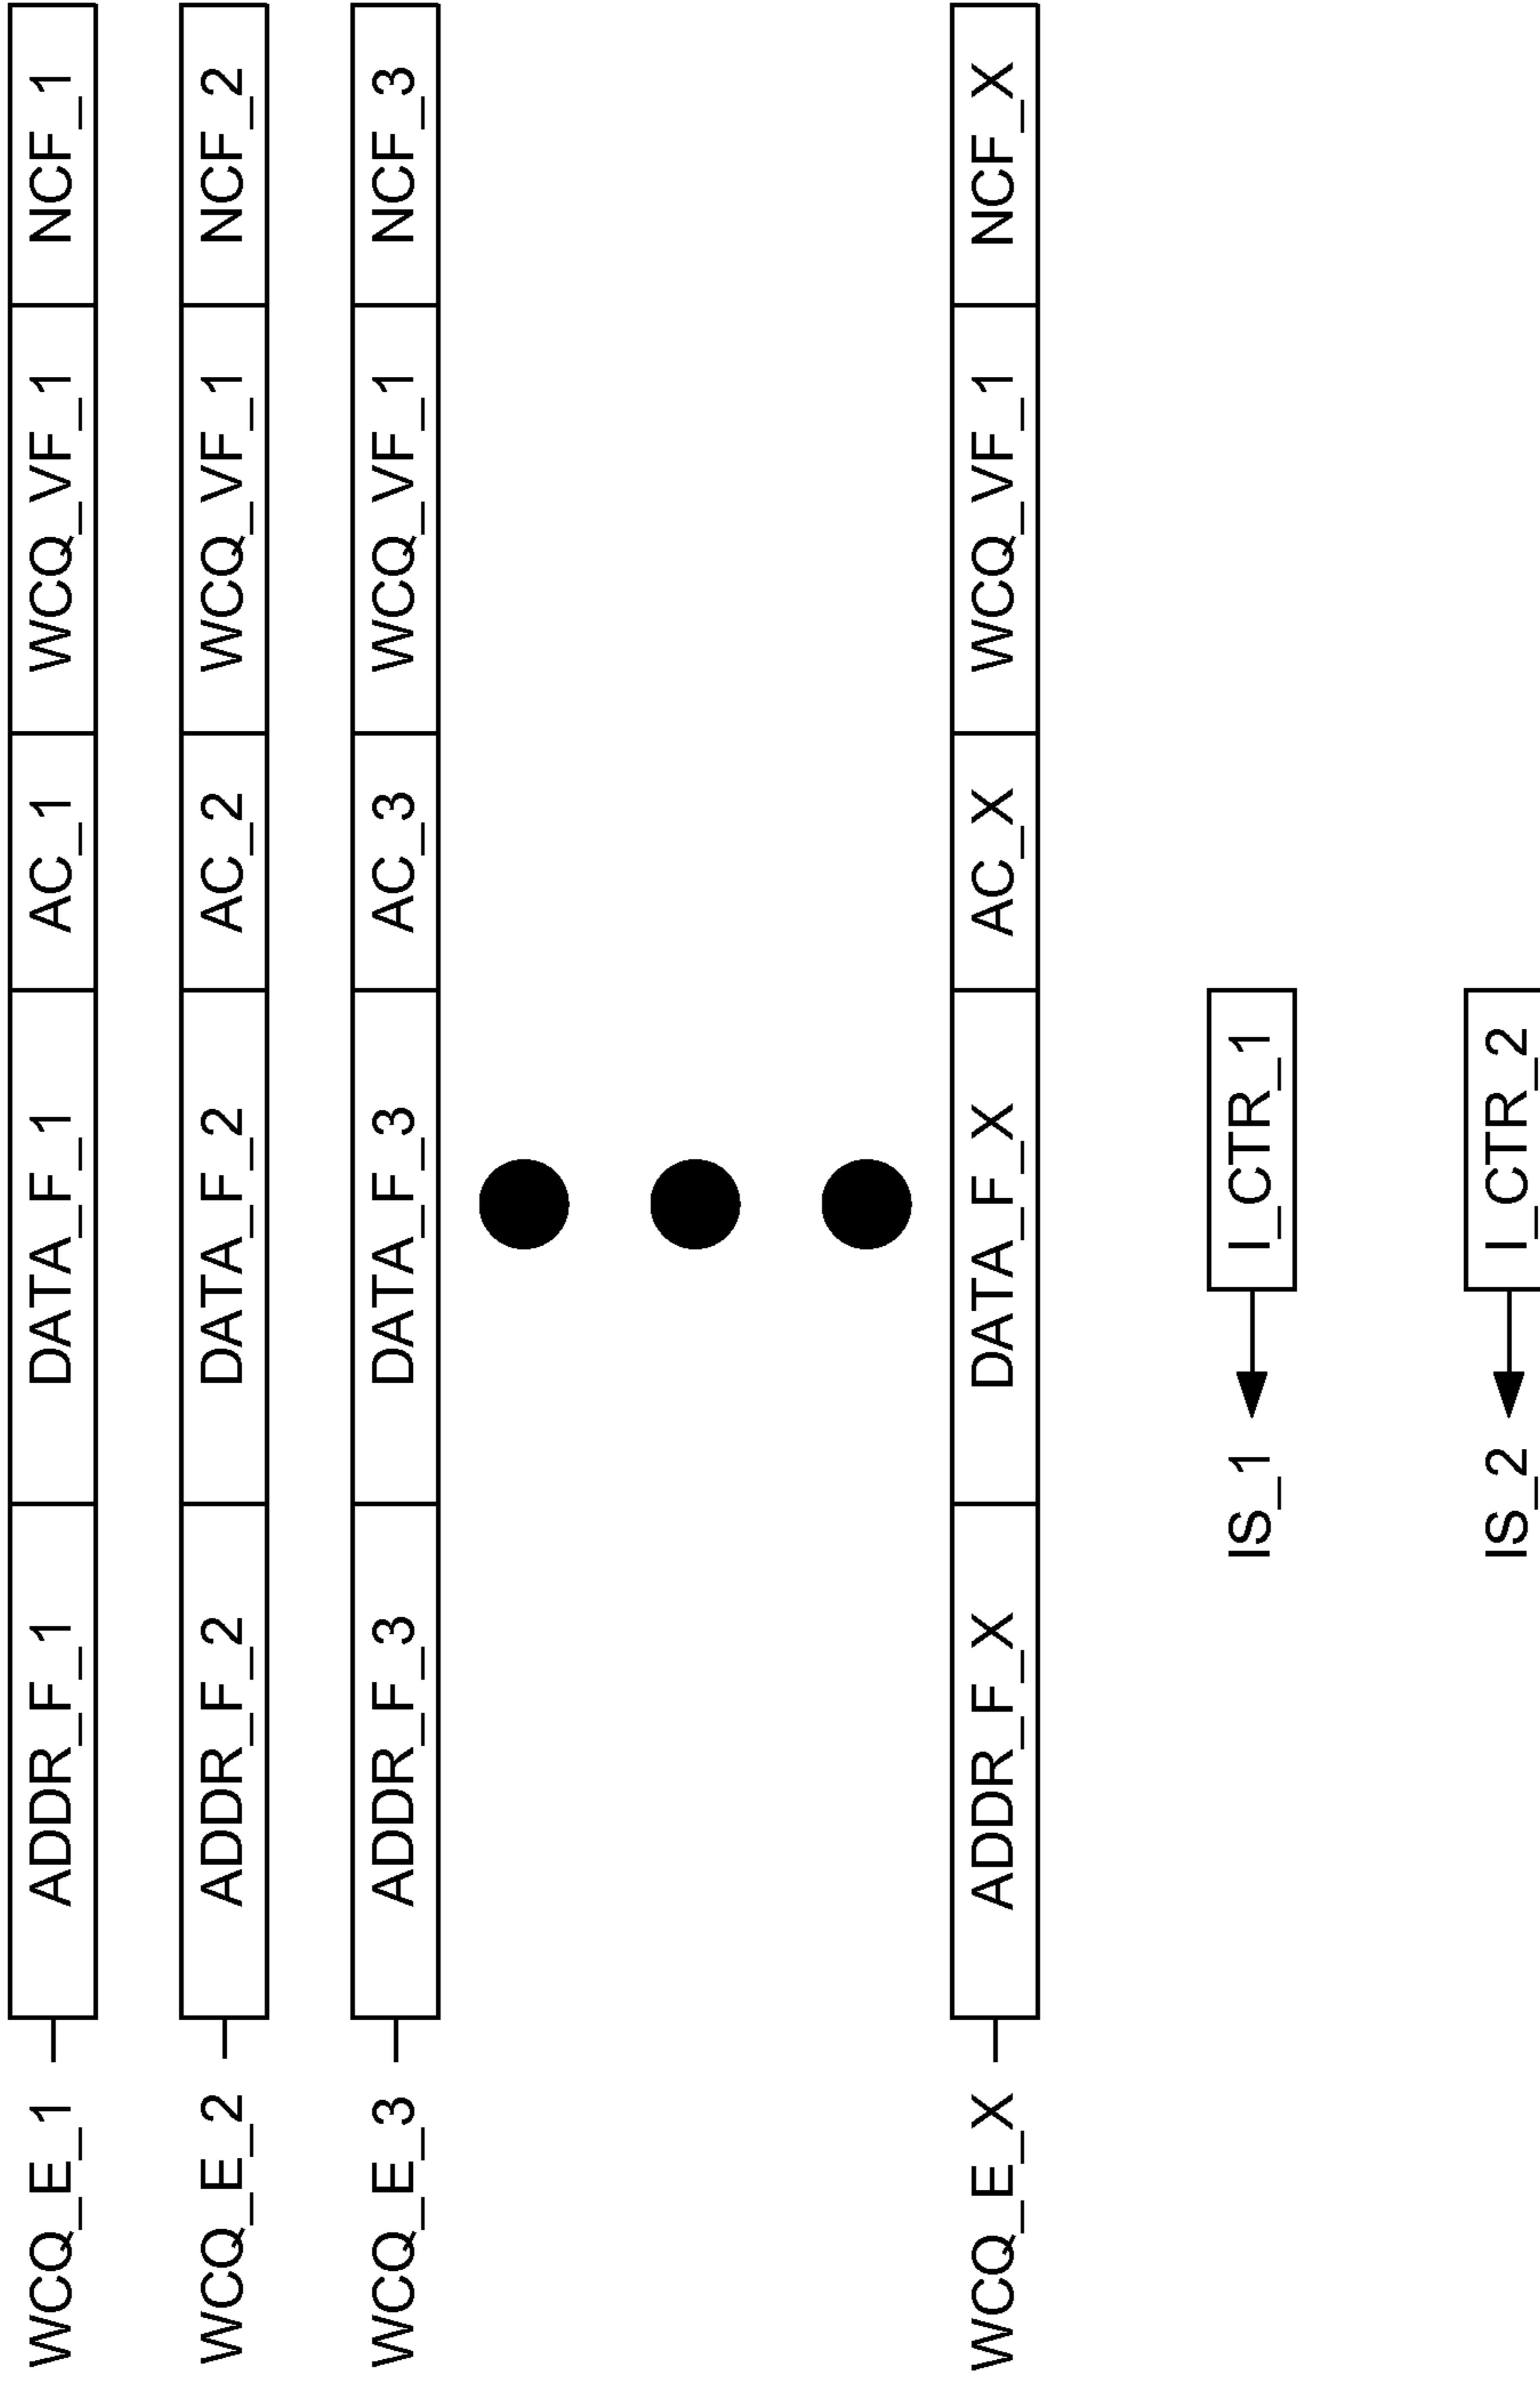 WCQ_E_1 ADDR_F_1 DATA_F_1 AC_1 WCQ_VF_1 NCF_1
WCQ_E_2 ADDR_F_2 DATA_F_2 AC_2 WCQ_VF_1 NCF_2
WCQ_E_3 ADDR_F_3 DATA_F_3 AC_3 WCQ_VF_1 NCF_3
WCQ_E_X ADDR_F_X DATA_F_X AC_X WCQ_VF_1 NCF_X
IS_1 I_CTR_1
IS_2 I_CTR_2